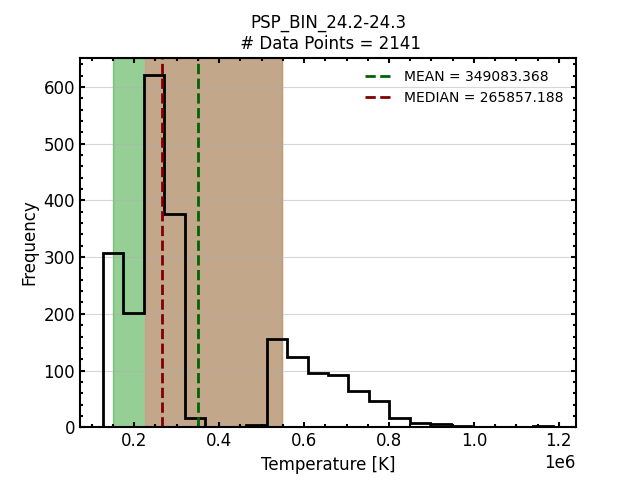 PSP_BIN_24.2-24.3
# Data Points = 2141
MEAN = 349083.368
MEDIAN = 265857.188
Frequency
600
500
400
300
200
100
0
0.2 0.4 0.6 0.8 1.0 1.2
1e6
Temperature [K]